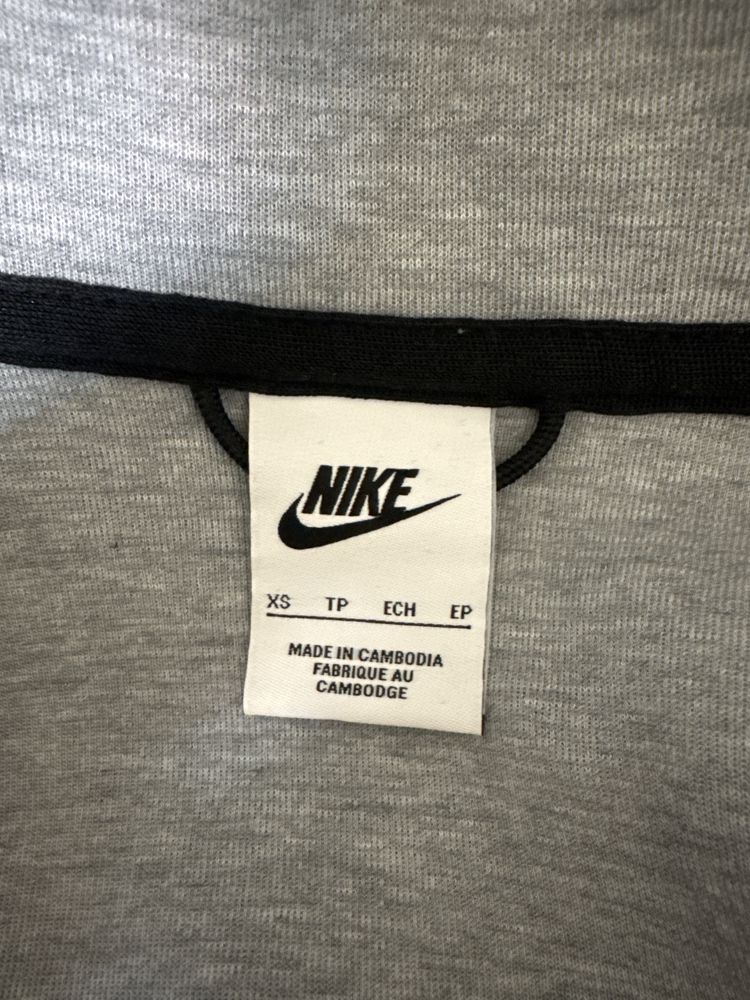 NIKE
XS TP ECH EP
MADE IN CAMBODIA
FABRIQUE AU
CAMBODGE